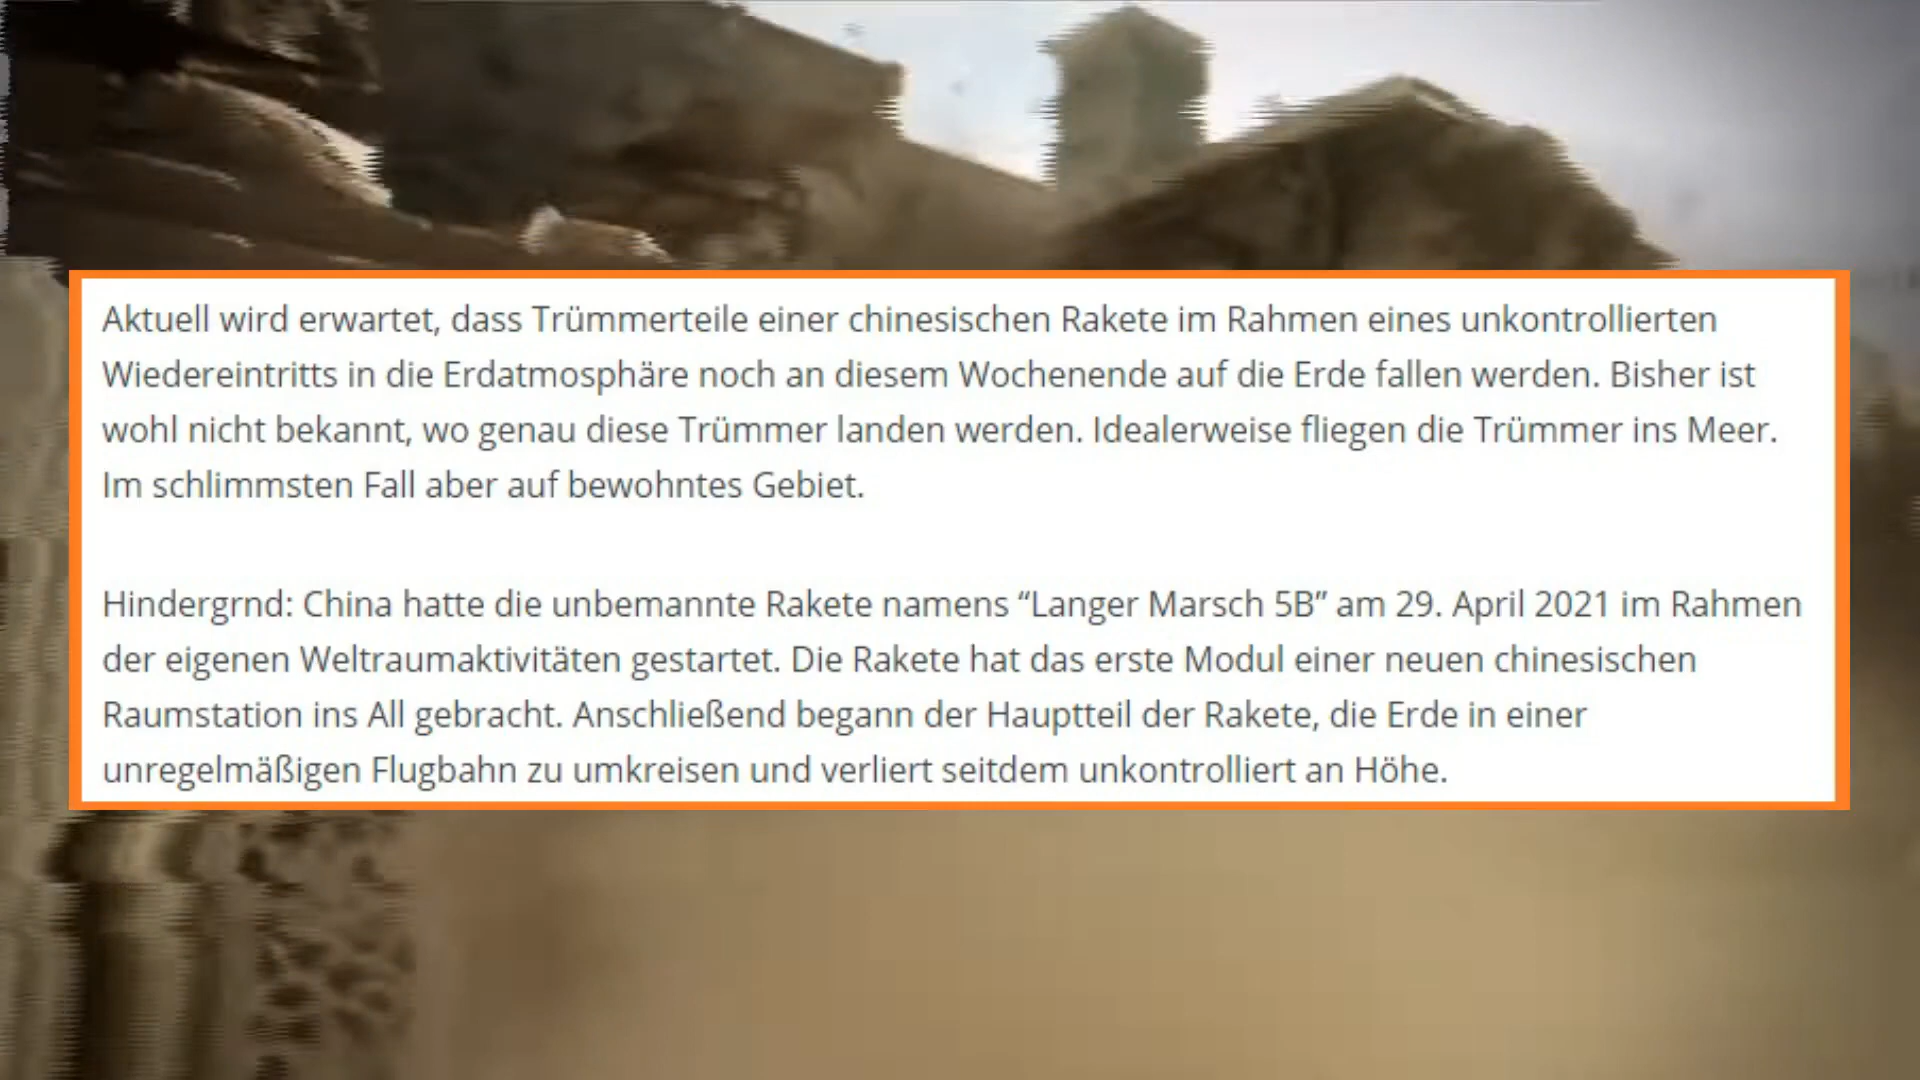 Aktuell wird erwartet, dass Trümmerteile einer chinesischen Rakete im Rahmen eines unkontrollierten
Wiedereintritts in die Erdatmosphäre noch an diesem Wochenende auf die Erde fallen werden. Bisher ist
wohl nicht bekannt, wo genau diese Trümmer landen werden. Idealerweise fliegen die Trümmer ins Meer.
Im schlimmsten Fall aber auf bewohntes Gebiet.
Hindergrnd: China hatte die unbemannte Rakete namens “Langer Marsch 5B” am 29. April 2021 im Rahmen
der eigenen Weltraumaktivitäten gestartet. Die Rakete hat das erste Modul einer neuen chinesischen
Raumstation ins All gebracht. Anschließend begann der Hauptteil der Rakete, die Erde in einer
unregelmäßigen Flugbahn zu umkreisen und verliert seitdem unkontrolliert an Höhe.